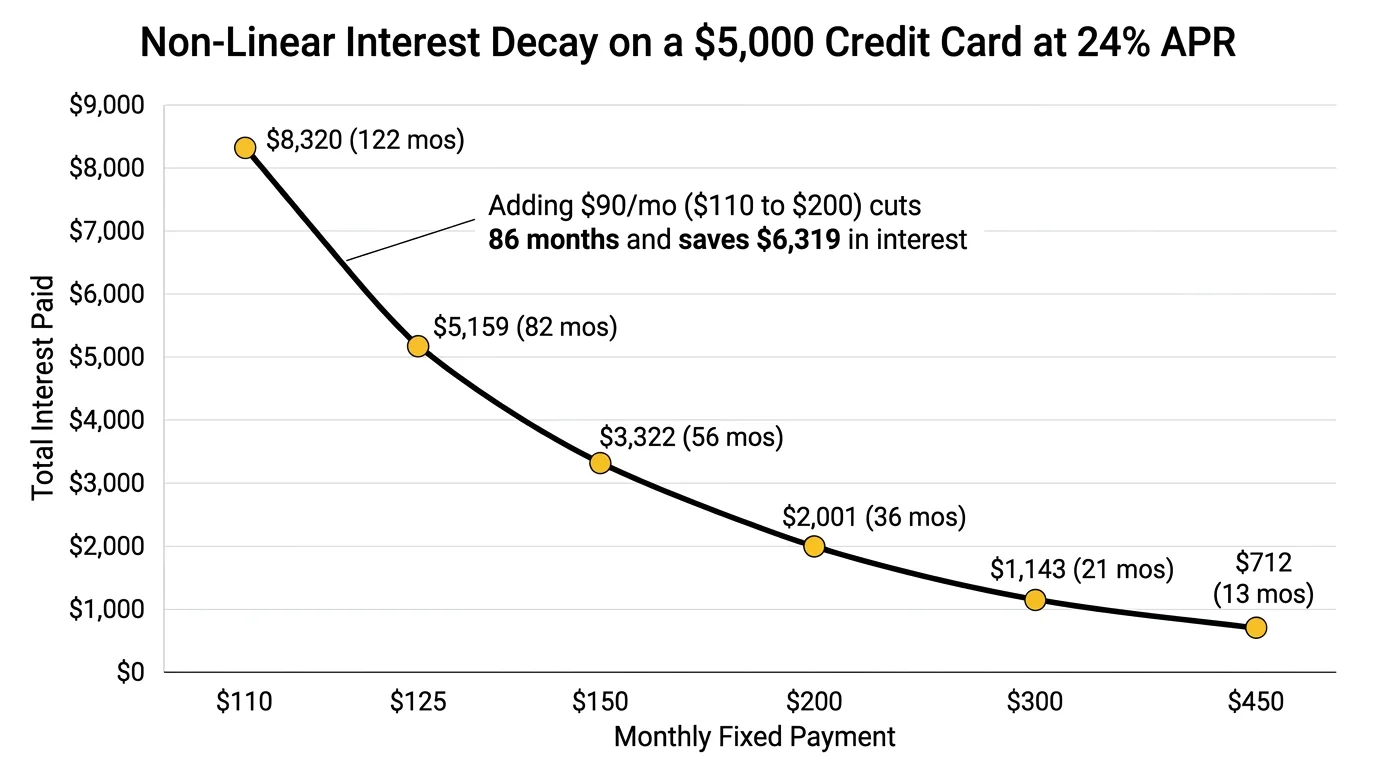 Non-Linear Interest Decay on a $5,000 Credit Card at 24% APR
$9,000
$8,000
$7,000
$6,000
$5,000
$4,000
$3,000
$2,000
$1,000
$0
Total Interest Paid
$8,320 (122 mos)
Adding $90/mo ($110 to $200) cuts
86 months and saves $6,319 in interest
$5,159 (82 mos)
$3,322 (56 mos)
$2,001 (36 mos)
$1,143 (21 mos)
$712
(13 mos)
$110
$125
$150
$200
$300
$450
Monthly Fixed Payment